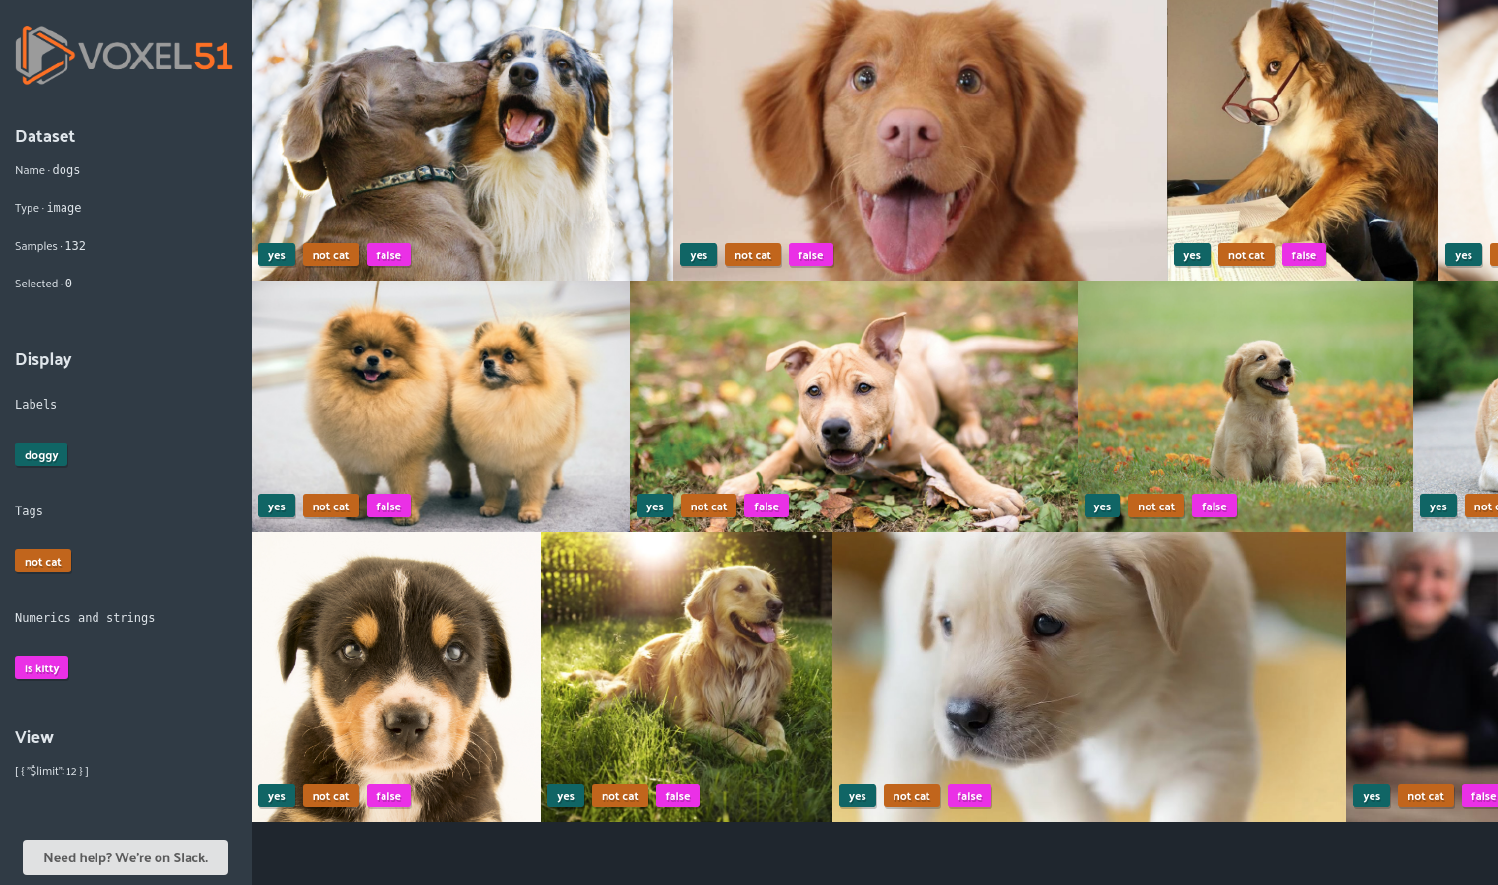 VOXEL51
Dataset
Name · dogs
Type · image
Samples · 132
Selected · 0
Display
Labels
doggy
Tags
not cat
Numerics and strings
is kitty
View
[ { "$limit": 12 } ]
Need help? We're on Slack.
yes not cat false
yes not cat false
yes not cat false
yes
yes not cat false
yes not cat false
yes not cat false
yes not c
yes not cat false
yes not cat false
yes not cat false
yes not cat false